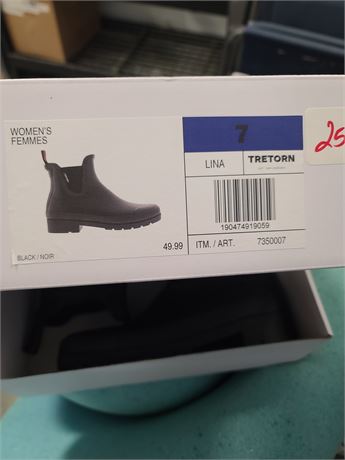 WOMEN'S
FEMMES
7
LINA
TRETORN
25
190474919059
49.99
ITM. / ART. 7350007
BLACK / NOIR